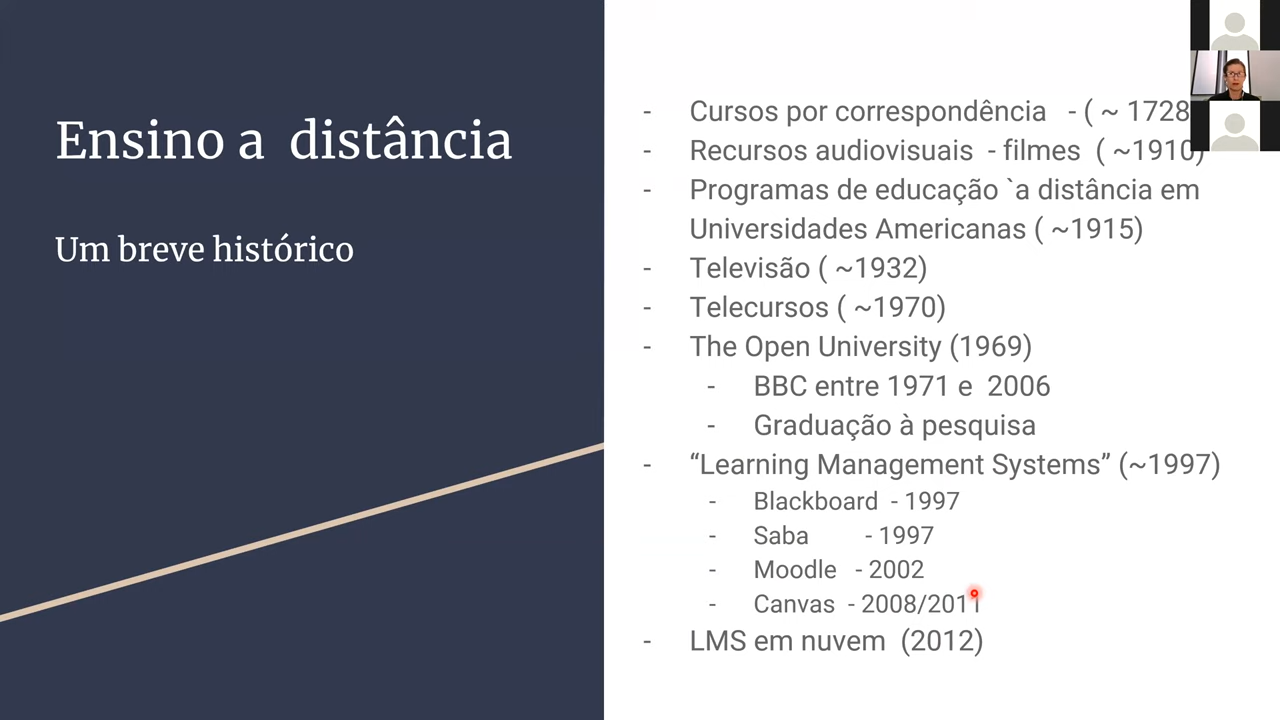 Ensino a distância
Um breve histórico
- Cursos por correspondência - ( ~ 1728
- Recursos audiovisuais - filmes ( ~1910)
- Programas de educação `a distância em
Universidades Americanas ( ~1915)
- Televisão ( ~1932)
- Telecursos ( ~1970)
- The Open University (1969)
- BBC entre 1971 e 2006
- Graduação à pesquisa
- “Learning Management Systems” (~1997)
- Blackboard - 1997
- Saba - 1997
- Moodle - 2002
- Canvas - 2008/2011
- LMS em nuvem (2012)